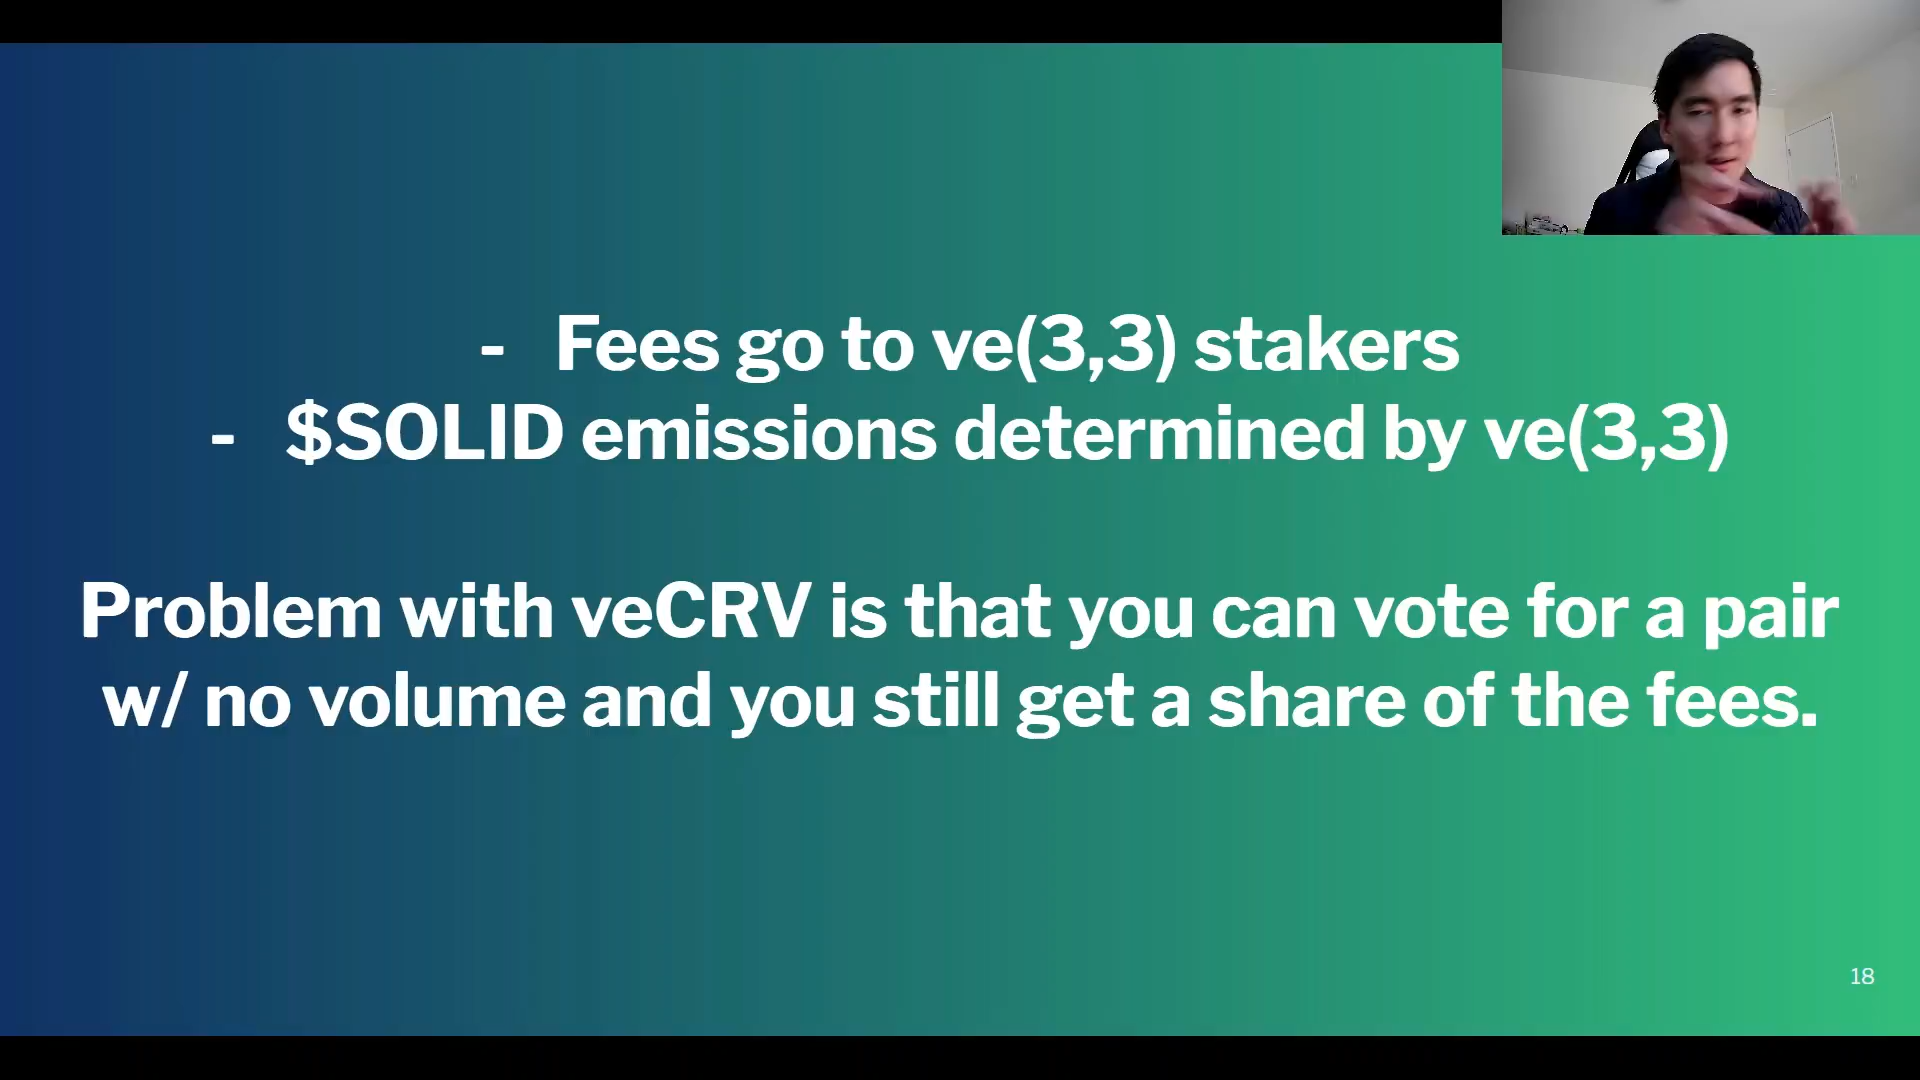 - Fees go to ve(3,3) stakers
- $SOLID emissions determined by ve(3,3)
Problem with veCRV is that you can vote for a pair
w/ no volume and you still get a share of the fees.
18